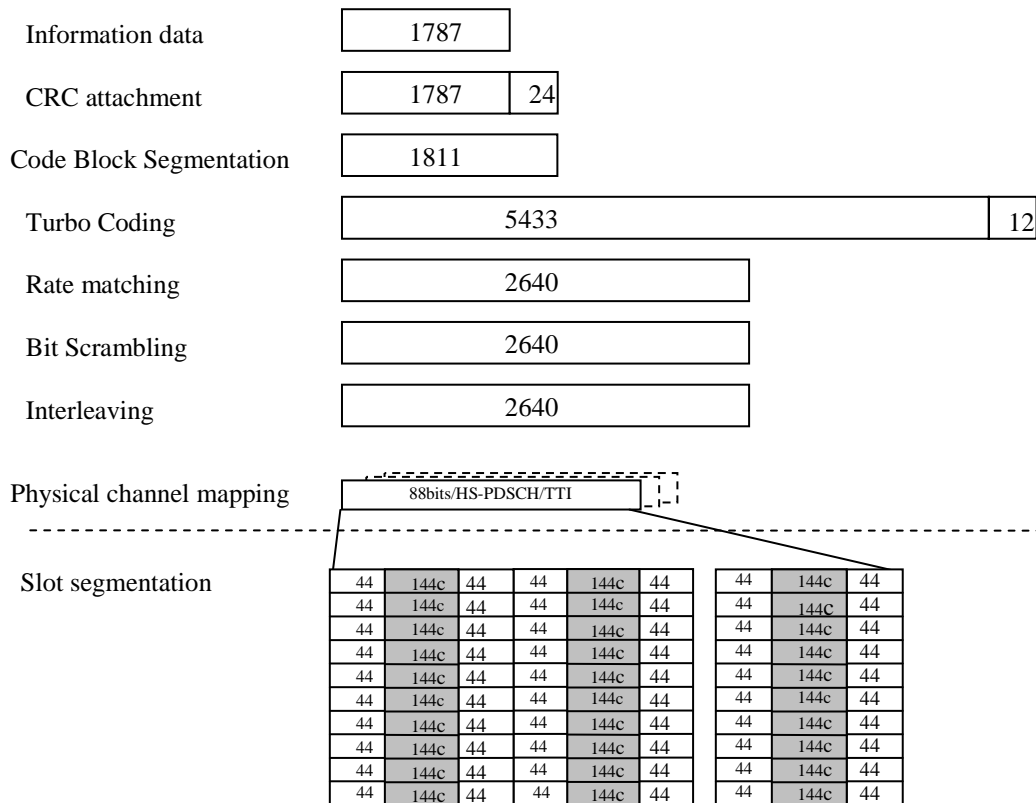 Information data 1787
CRC attachment 1787 24
Code Block Segmentation 1811
Turbo Coding 5433 12
Rate matching 2640
Bit Scrambling 2640
Interleaving 2640
Physical channel mapping 88bits/HS-PDSCH/TTI
Slot segmentation
44 144c 44 44 144c 44 44 144c 44
44 144c 44 44 144c 44 44 144c 44
44 144c 44 44 144c 44 44 144c 44
44 144c 44 44 144c 44 44 144c 44
44 144c 44 44 144c 44 44 144c 44
44 144c 44 44 144c 44 44 144c 44
44 144c 44 44 144c 44 44 144c 44
44 144c 44 44 144c 44 44 144c 44
44 144c 44 44 144c 44 44 144c 44
44 144c 44 44 144c 44 44 144c 44